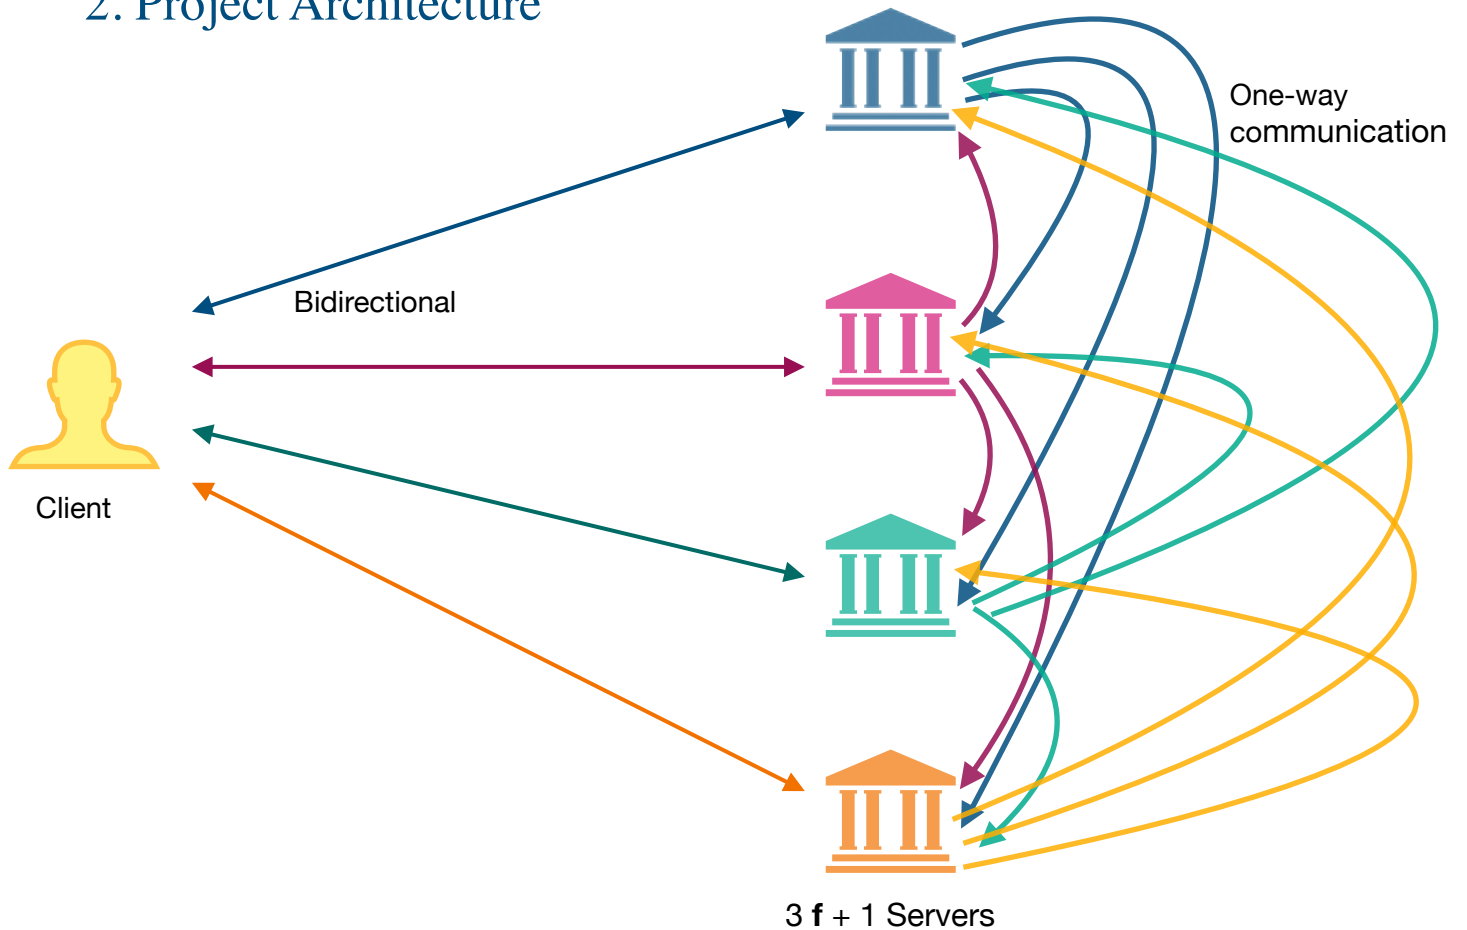 2. Project Architecture
One-way
communication
Bidirectional
Client
3 f + 1 Servers